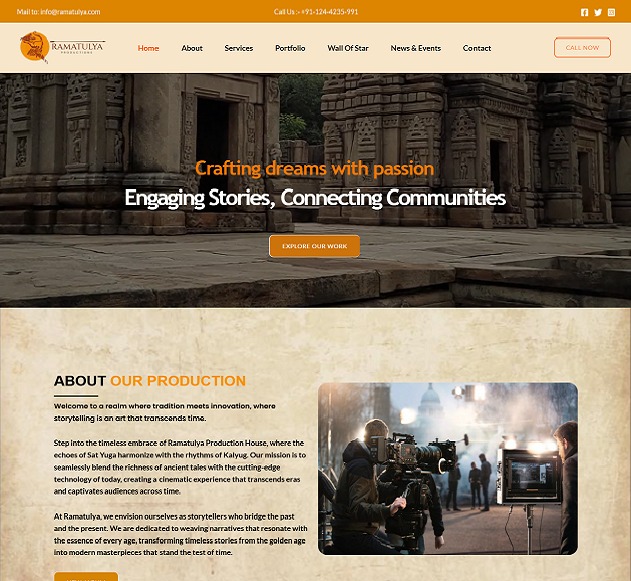 Mail to: info@ramatulya.com
Call Us :- +91-124-4235-991
RAMATULYA
PRODUCTIONS
Home
About
Services
Portfolio
Wall Of Star
News & Events
Contact
CALL NOW
Crafting dreams with passion
Engaging Stories, Connecting Communities
EXPLORE OUR WORK
ABOUT OUR PRODUCTION
Welcome to a realm where tradition meets innovation, where
storytelling is an art that transcends time.
Step into the timeless embrace of Ramatulya Production House, where the
echoes of Sat Yuga harmonize with the rhythms of Kalyug. Our mission is to
seamlessly blend the richness of ancient tales with the cutting-edge
technology of today, creating a cinematic experience that transcends eras
and captivates audiences across time.
At Ramatulya, we envision ourselves as storytellers who bridge the past
and the present. We are dedicated to weaving narratives that resonate with
the essence of every age, transforming timeless stories from the golden age
into modern masterpieces that stand the test of time.